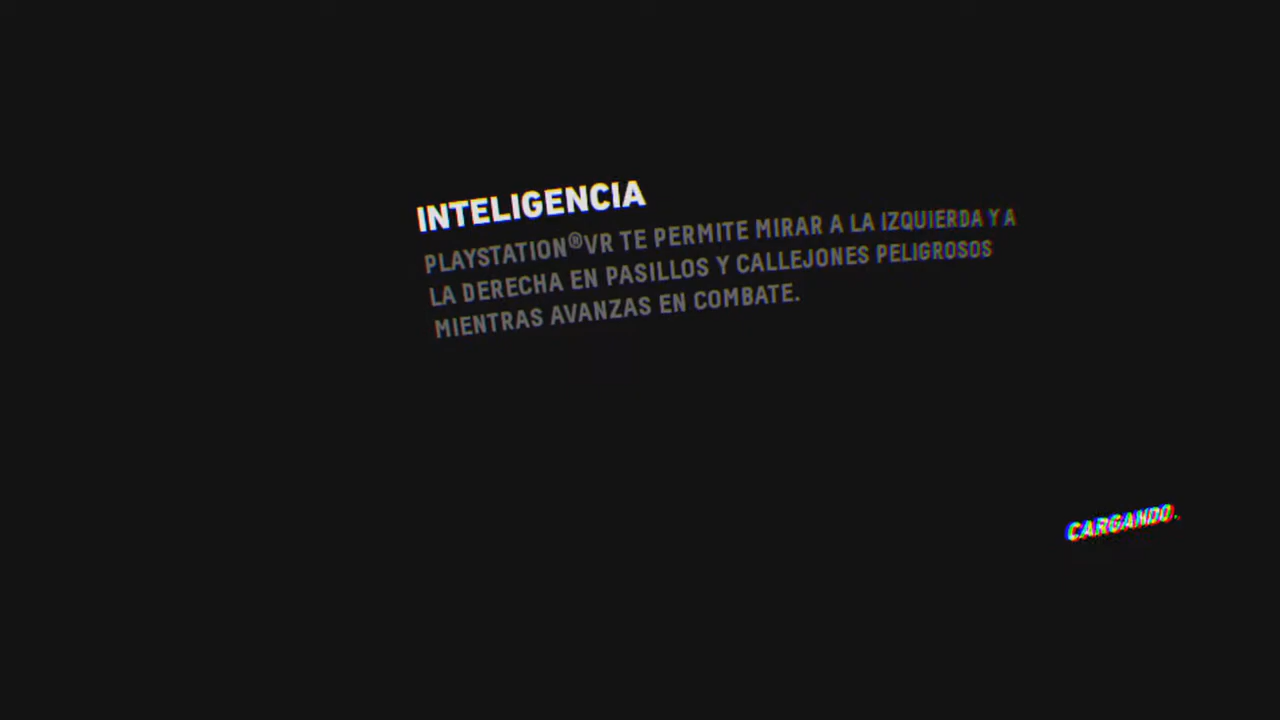 INTELIGENCIA
PLAYSTATION®VR TE PERMITE MIRAR A LA IZQUIERDA Y A
LA DERECHA EN PASILLOS Y CALLEJONES PELIGROSOS
MIENTRAS AVANZAS EN COMBATE.
CARGANDO.